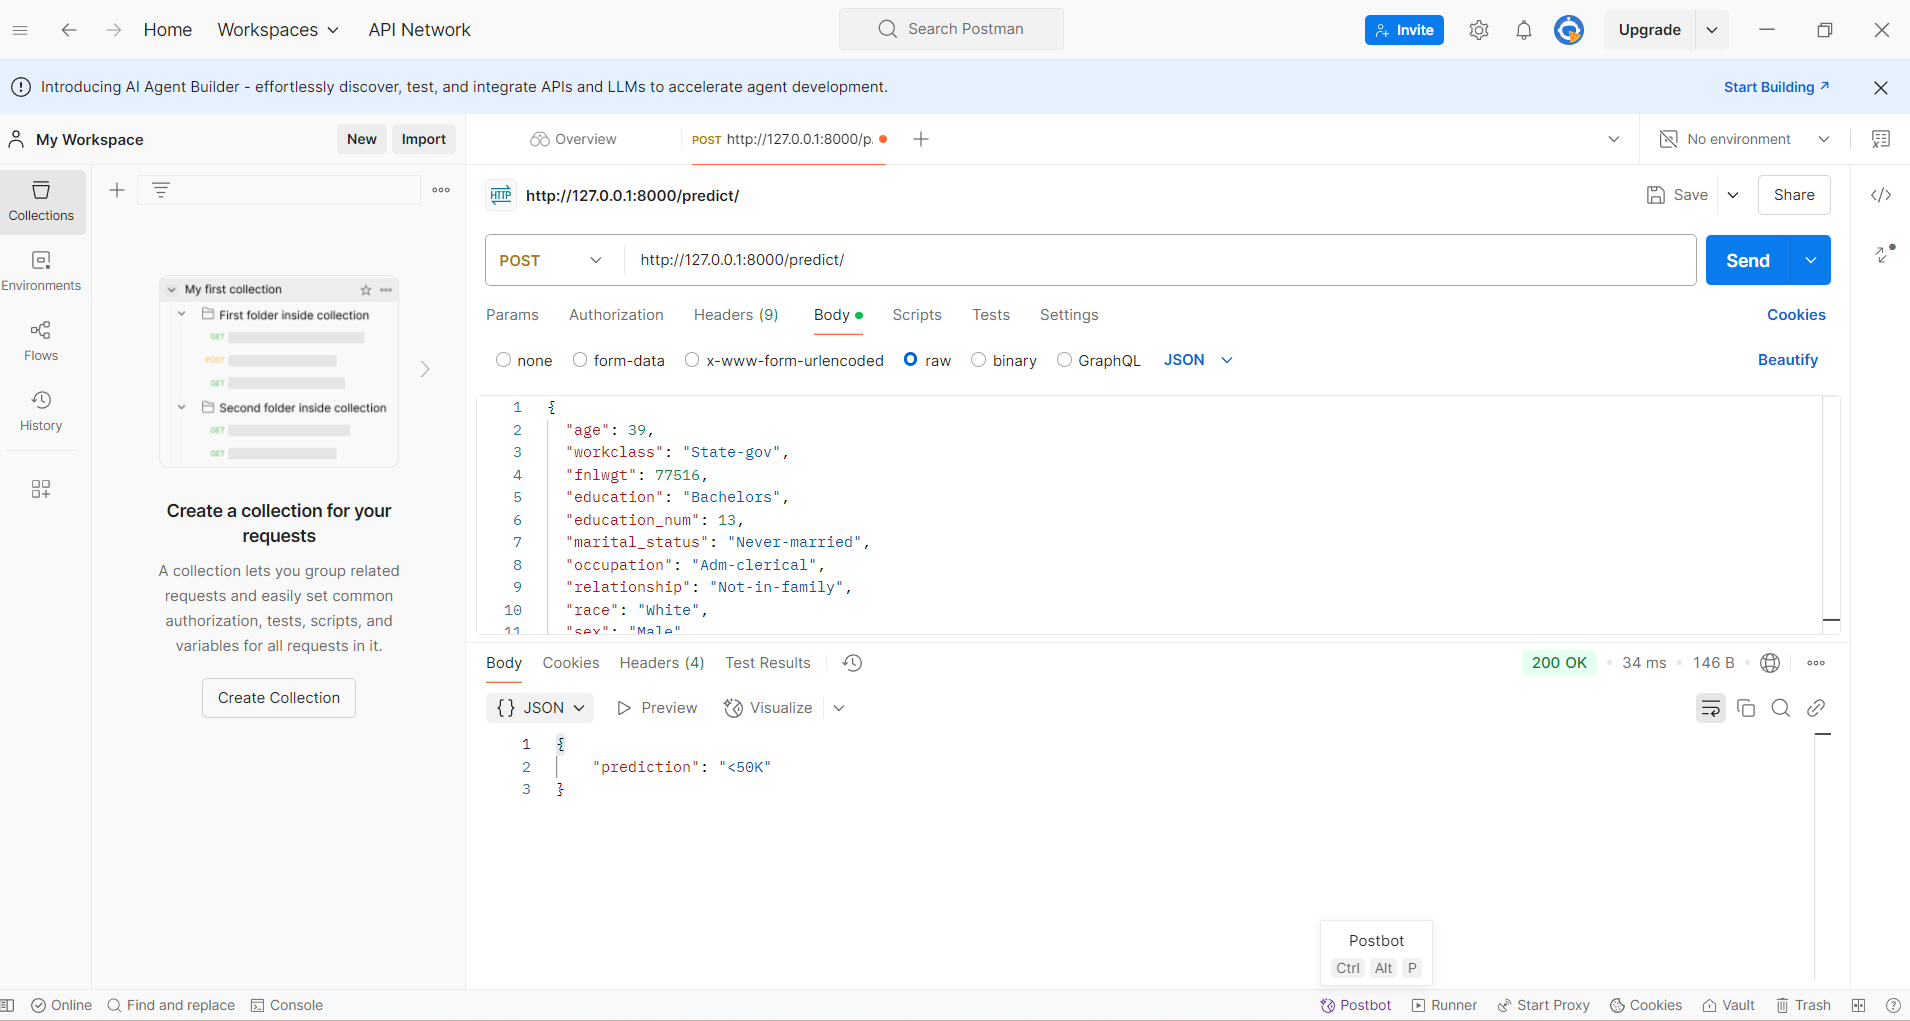 Home Workspaces API Network Search Postman Invite Upgrade
Introducing AI Agent Builder - effortlessly discover, test, and integrate APIs and LLMs to accelerate agent development. Start Building
My Workspace New Import Overview POST http://127.0.0.1:8000/p. No environment
Collections
Environments
Flows
History
My first collection
First folder inside collection
GET
POST
GET
Second folder inside collection
GET
GET
Create a collection for your
requests
A collection lets you group related
requests and easily set common
authorization, tests, scripts, and
variables for all requests in it.
Create Collection
HTTP http://127.0.0.1:8000/predict/ Save Share
POST http://127.0.0.1:8000/predict/ Send
Params Authorization Headers (9) Body Scripts Tests Settings Cookies
none form-data x-www-form-urlencoded raw binary GraphQL JSON Beautify
1 {
2 "age": 39,
3 "workclass": "State-gov",
4 "fnlwgt": 77516,
5 "education": "Bachelors",
6 "education_num": 13,
7 "marital_status": "Never-married",
8 "occupation": "Adm-clerical",
9 "relationship": "Not-in-family",
10 "race": "White",
11 "sex": "Male"
Body Cookies Headers (4) Test Results 200 OK 34 ms 146 B
{} JSON Preview Visualize
1 {
2 "prediction": "<50K"
3 }
Postbot
Ctrl Alt P
Online Find and replace Console Postbot Runner Start Proxy Cookies Vault Trash